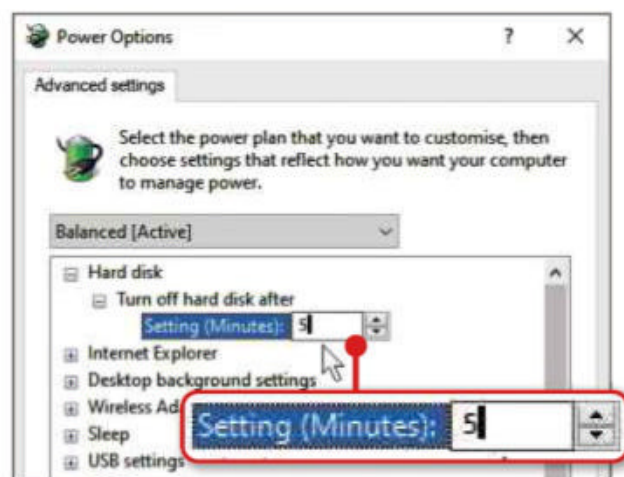 Power Options
?
Advanced settings
Select the power plan that you want to customise, then
choose settings that reflect how you want your computer
to manage power.
Balanced [Active]
Hard disk
Turn off hard disk after
Setting (Minutes): 5
Internet Explorer
Desktop background settings
Wireless Ad
Setting (Minutes): 5
Sleep
USB settings